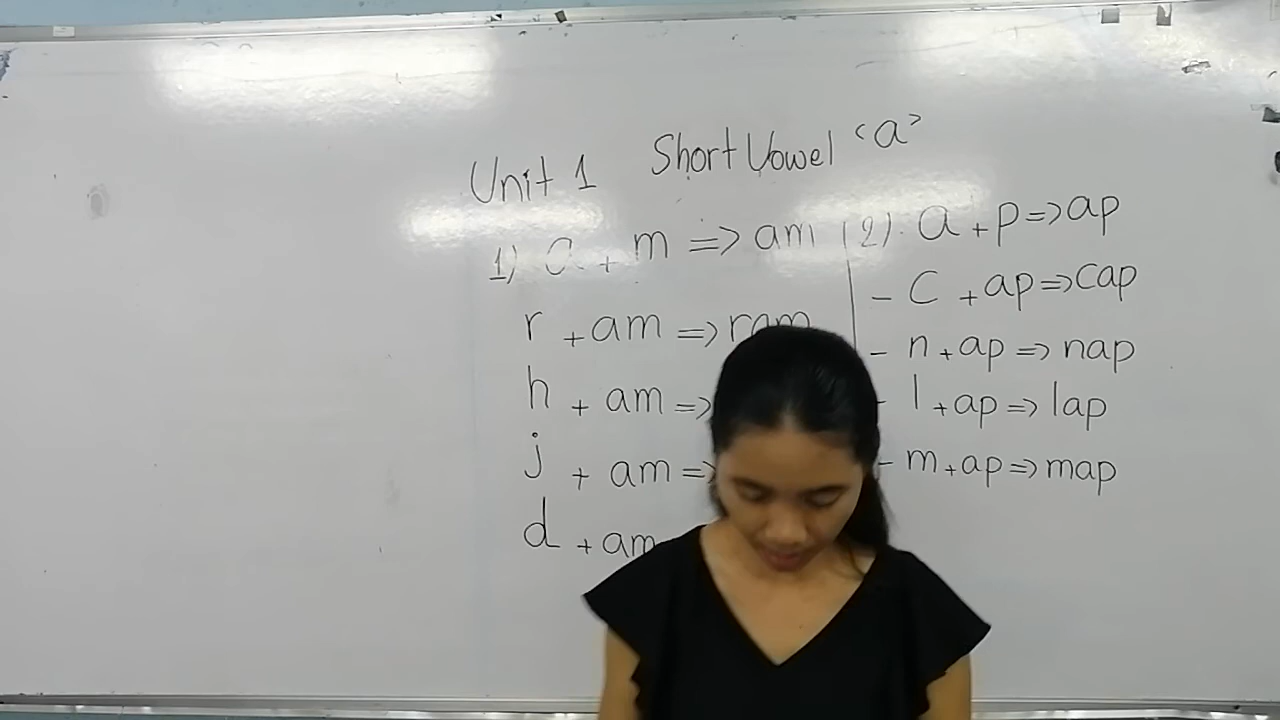 Unit 1 Short Vowel 'a'
1) a + m => am
r + am => ram
h + am =>
j + am =>
d + am
(2). a + p => ap
- c + ap => cap
- n + ap => nap
- l + ap => lap
- m + ap => map